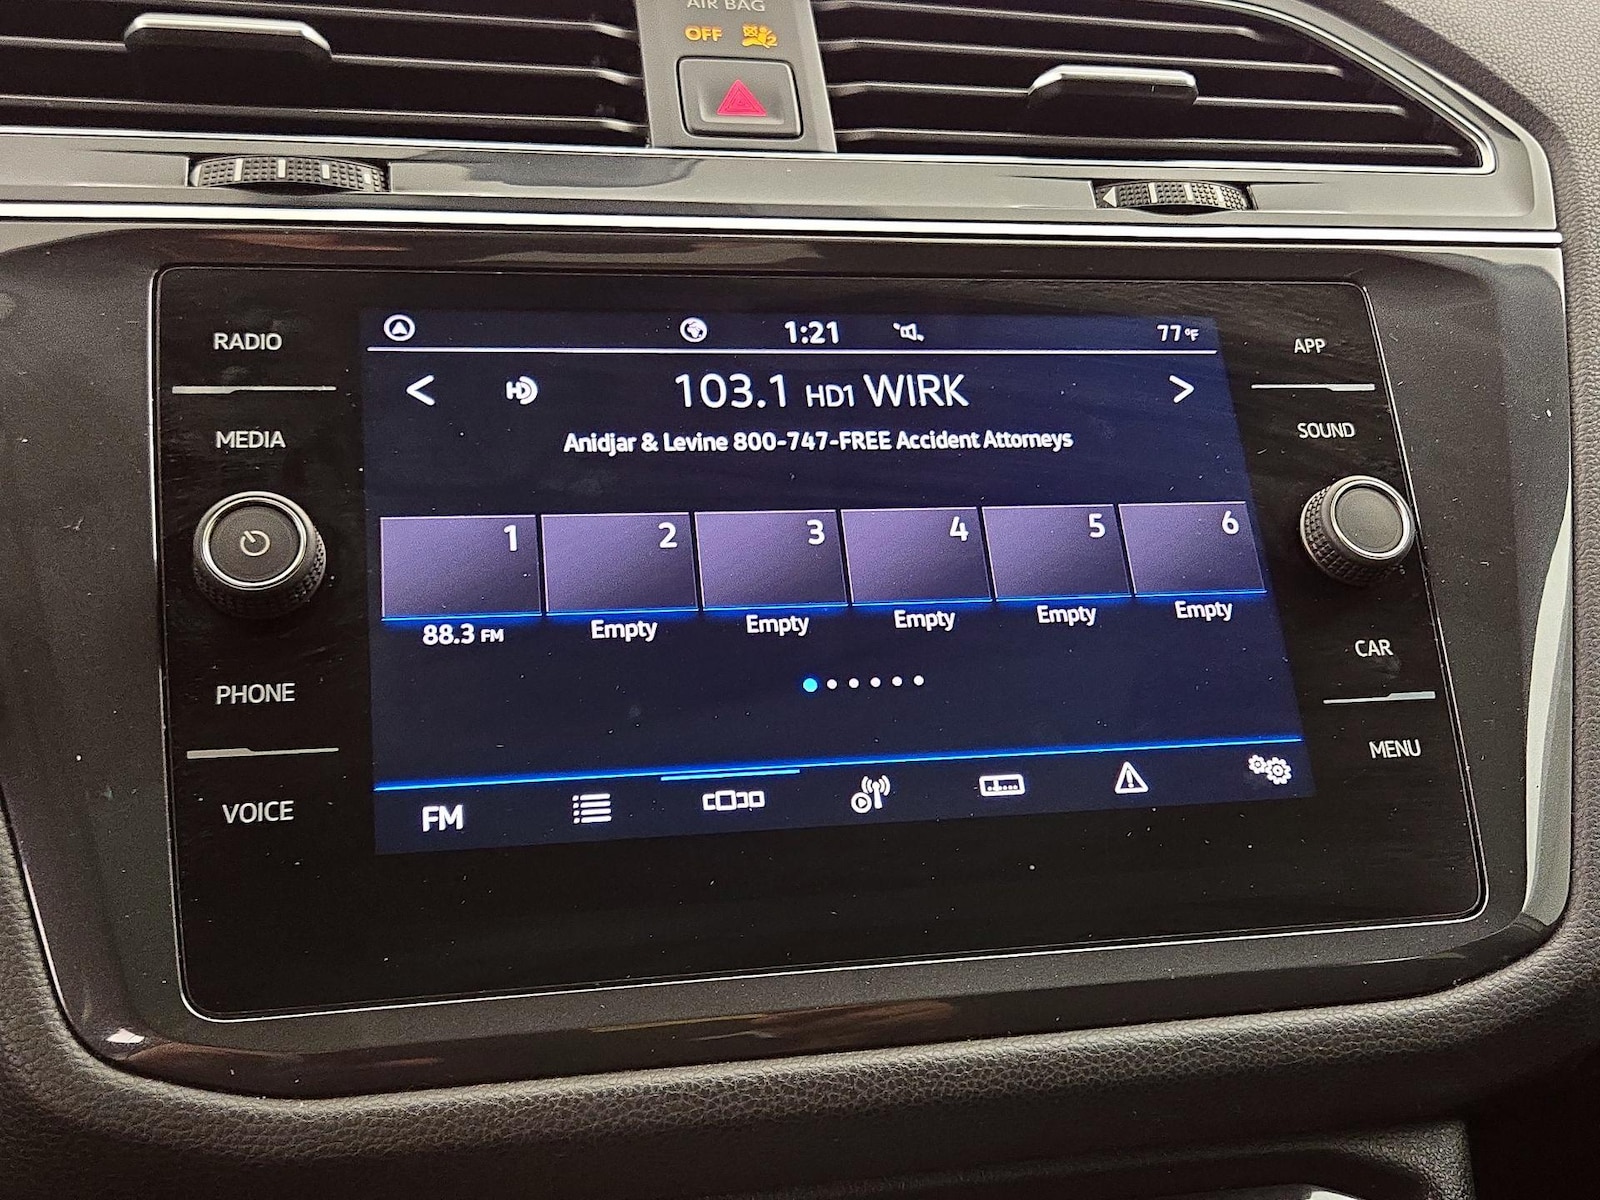 AIR BAG
OFF
RADIO
MEDIA
PHONE
VOICE
1:21
77°F
HD
103.1 HD1 WIRK
Anidjar & Levine 800-747-FREE Accident Attorneys
1 2 3 4 5 6
88.3 FM Empty Empty Empty Empty Empty
FM
APP
SOUND
CAR
MENU